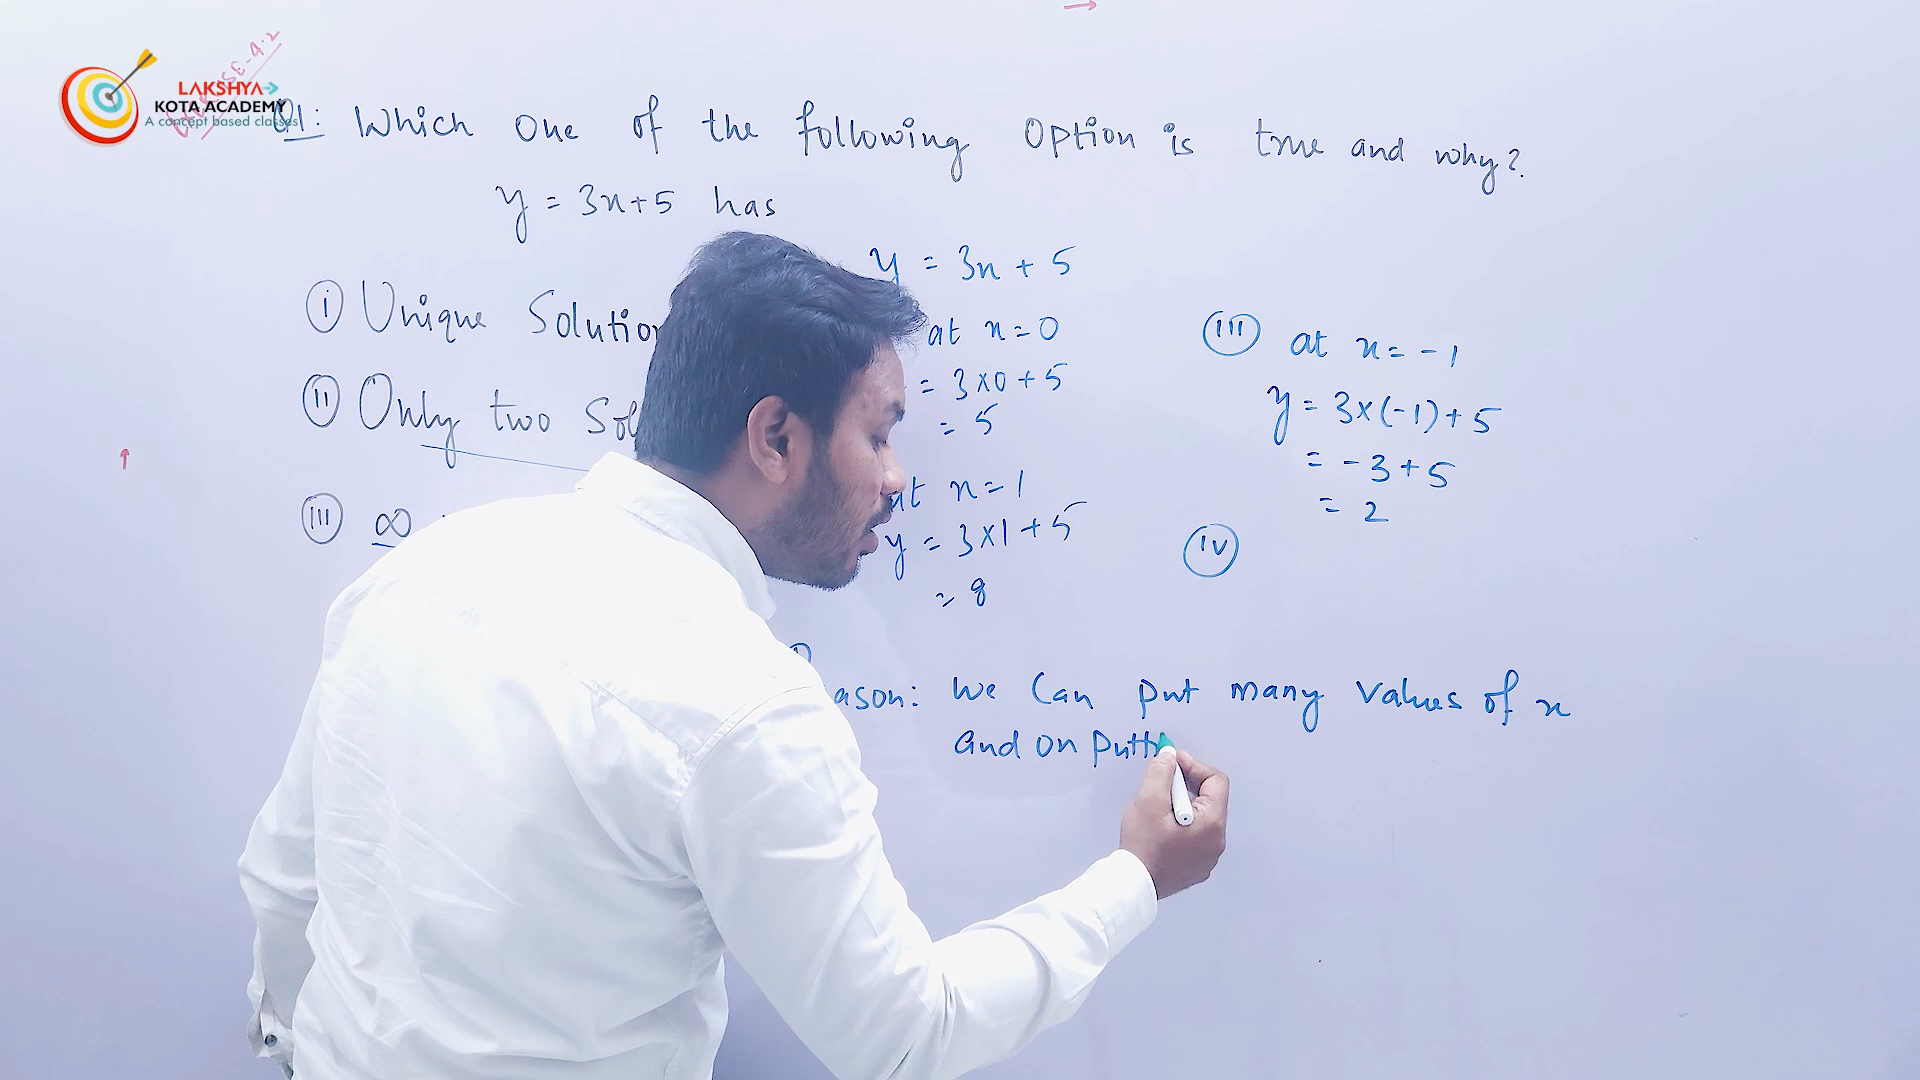 LAKSHYA
KOTA ACADEMY
A concept based classes
Q1: Which one of the following option is true and why?
y = 3x+5 has
(i) Unique Solution
(ii) Only two Sol
(iii) ∞
y = 3x + 5
at x=0
= 3×0+5
= 5
at x=1
y = 3×1+5
= 8
(iii) at x=-1
y= 3×(-1)+5
= -3+5
= 2
(iv)
ason: We Can put many Values of x
and on putti